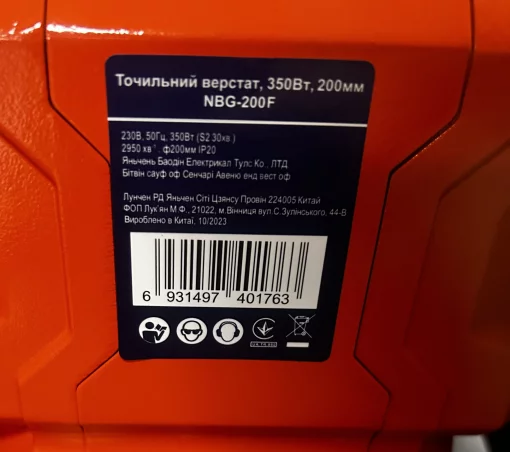 Точильний верстат, 350Вт, 200мм
NBG-200F
230В, 50Гц, 350Вт (S2 30хв.)
2950 хв⁻¹. ф200мм IP20
Яньчень Баодін Електрикал Тулс Ко., ЛТД
Бітвін сауф оф Сенчарі Авеню енд вест оф
Лунчен РД Яньчен Сіті Цзянсу Провін 224005 Китай
ФОП Лук'ян М.Ф., 21022, м.Вінниця вул.С.Зулінського, 44-В
Вироблено в Китаї, 10/2023
6 931497 401763